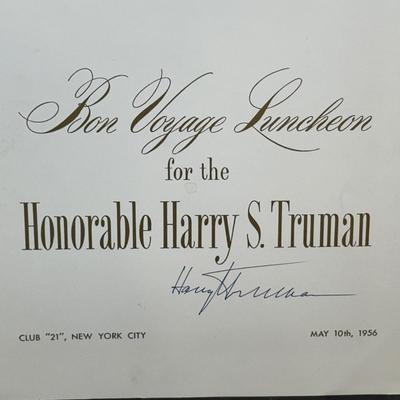 Bon Voyage Luncheon
for the
Honorable Harry S. Truman
Harry S Truman
CLUB "21", NEW YORK CITY MAY 10th, 1956